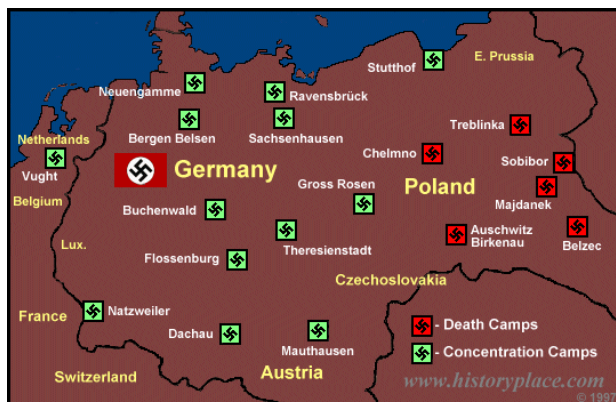 Stutthof
E. Prussia
Neuengamme
Ravensbrück
Bergen Belsen
Sachsenhausen
Treblinka
Netherlands
Vught
Germany
Chelmno
Sobibor
Gross Rosen
Poland
Majdanek
Belgium
Buchenwald
Auschwitz
Birkenau
Belzec
Lux.
Theresienstadt
Flossenburg
Czechoslovakia
France
Natzweiler
- Death Camps
Dachau
Mauthausen
- Concentration Camps
Switzerland
Austria
www.historyplace.com
© 1997